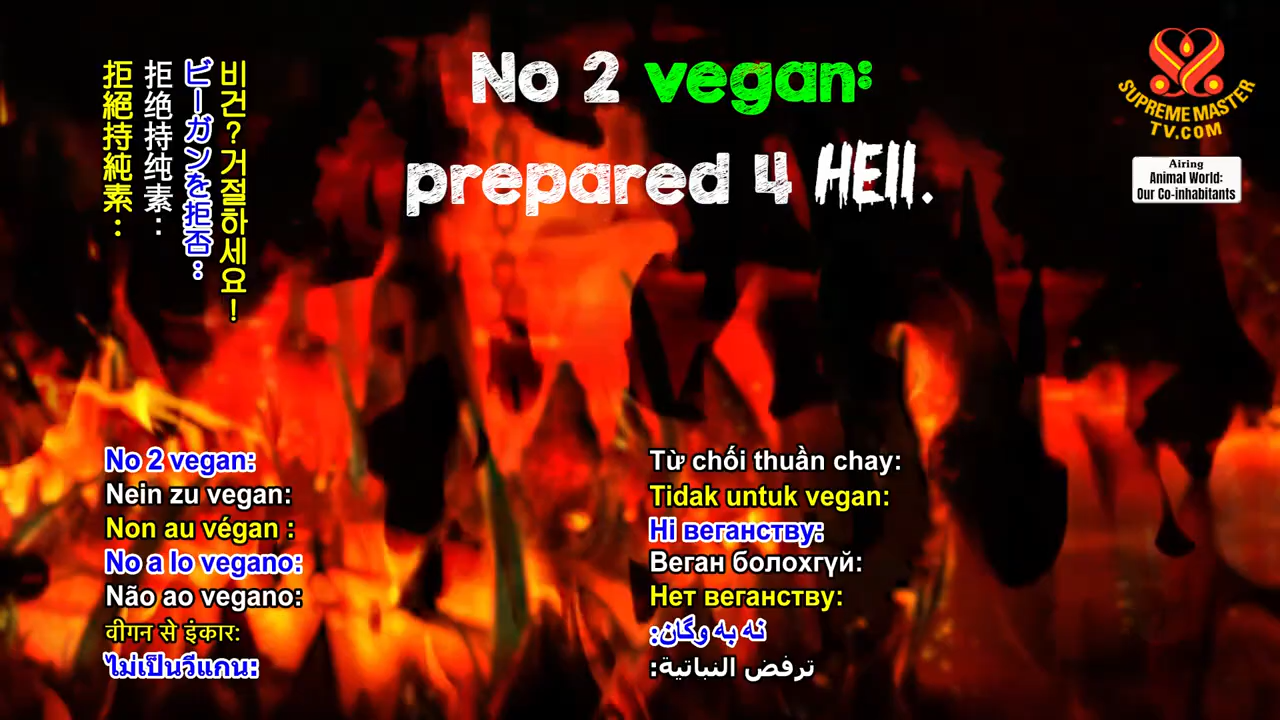 No 2 vegan:
prepared 4 HEll.
SUPREME MASTER
TV.COM
Airing
Animal World:
Our Co-inhabitants
拒絕持純素：
拒绝持纯素：
ビーガンを拒否：
비건？거절하세요！
No 2 vegan:
Nein zu vegan:
Non au végan :
No a lo vegano:
Não ao vegano:
वीगन से इंकार:
ไม่เป็นวีแกน:
Từ chối thuần chay:
Tidak untuk vegan:
Ні веганству:
Веган болохгүй:
Нет веганству:
نه به وگان:
ترفض النباتية: